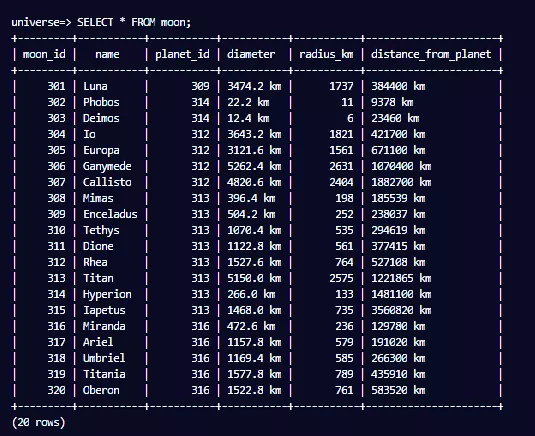 universe=> SELECT * FROM moon;
+---------+-----------+-----------+-----------+-----------+----------------------+
| moon_id | name | planet_id | diameter | radius_km | distance_from_planet |
+---------+-----------+-----------+-----------+-----------+----------------------+
| 301 | Luna | 309 | 3474.2 km | 1737 | 384400 km |
| 302 | Phobos | 314 | 22.2 km | 11 | 9378 km |
| 303 | Deimos | 314 | 12.4 km | 6 | 23460 km |
| 304 | Io | 312 | 3643.2 km | 1821 | 421700 km |
| 305 | Europa | 312 | 3121.6 km | 1561 | 671100 km |
| 306 | Ganymede | 312 | 5262.4 km | 2631 | 1070400 km |
| 307 | Callisto | 312 | 4820.6 km | 2404 | 1882700 km |
| 308 | Mimas | 313 | 396.4 km | 198 | 185539 km |
| 309 | Enceladus | 313 | 504.2 km | 252 | 238037 km |
| 310 | Tethys | 313 | 1070.4 km | 535 | 294619 km |
| 311 | Dione | 313 | 1122.8 km | 561 | 377415 km |
| 312 | Rhea | 313 | 1527.6 km | 764 | 527108 km |
| 313 | Titan | 313 | 5150.0 km | 2575 | 1221865 km |
| 314 | Hyperion | 313 | 266.0 km | 133 | 1481100 km |
| 315 | Iapetus | 313 | 1468.0 km | 735 | 3560820 km |
| 316 | Miranda | 316 | 472.6 km | 236 | 129780 km |
| 317 | Ariel | 316 | 1157.8 km | 579 | 191020 km |
| 318 | Umbriel | 316 | 1169.4 km | 585 | 266300 km |
| 319 | Titania | 316 | 1577.8 km | 789 | 435910 km |
| 320 | Oberon | 316 | 1522.8 km | 761 | 583520 km |
+---------+-----------+-----------+-----------+-----------+----------------------+
(20 rows)